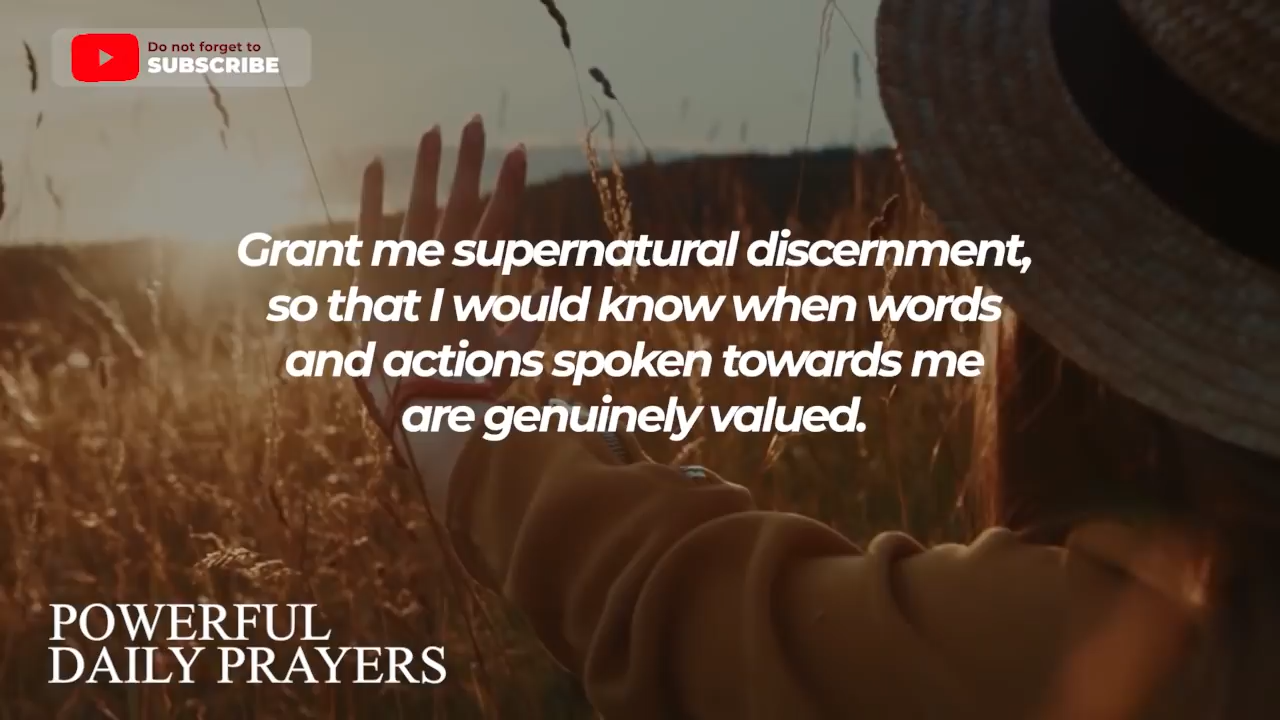 Do not forget to
SUBSCRIBE
Grant me supernatural discernment,
so that I would know when words
and actions spoken towards me
are genuinely valued.
POWERFUL
DAILY PRAYERS